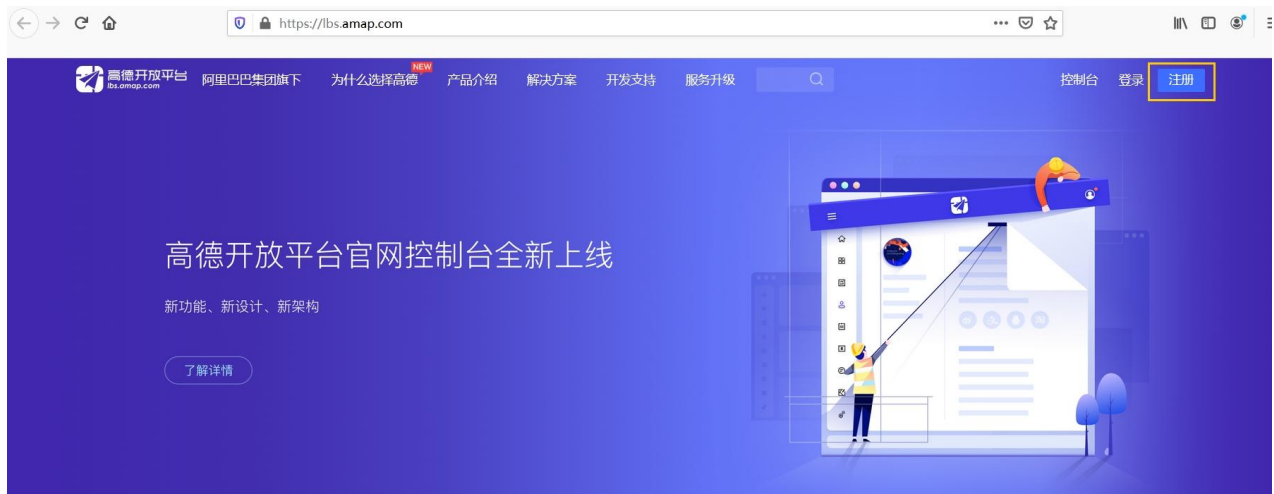 https://lbs.amap.com
高德开放平台
lbs.amap.com
阿里巴巴集团旗下
为什么选择高德
NEW
产品介绍
解决方案
开发支持
服务升级
控制台
登录
注册
高德开放平台官网控制台全新上线
新功能、新设计、新架构
了解详情